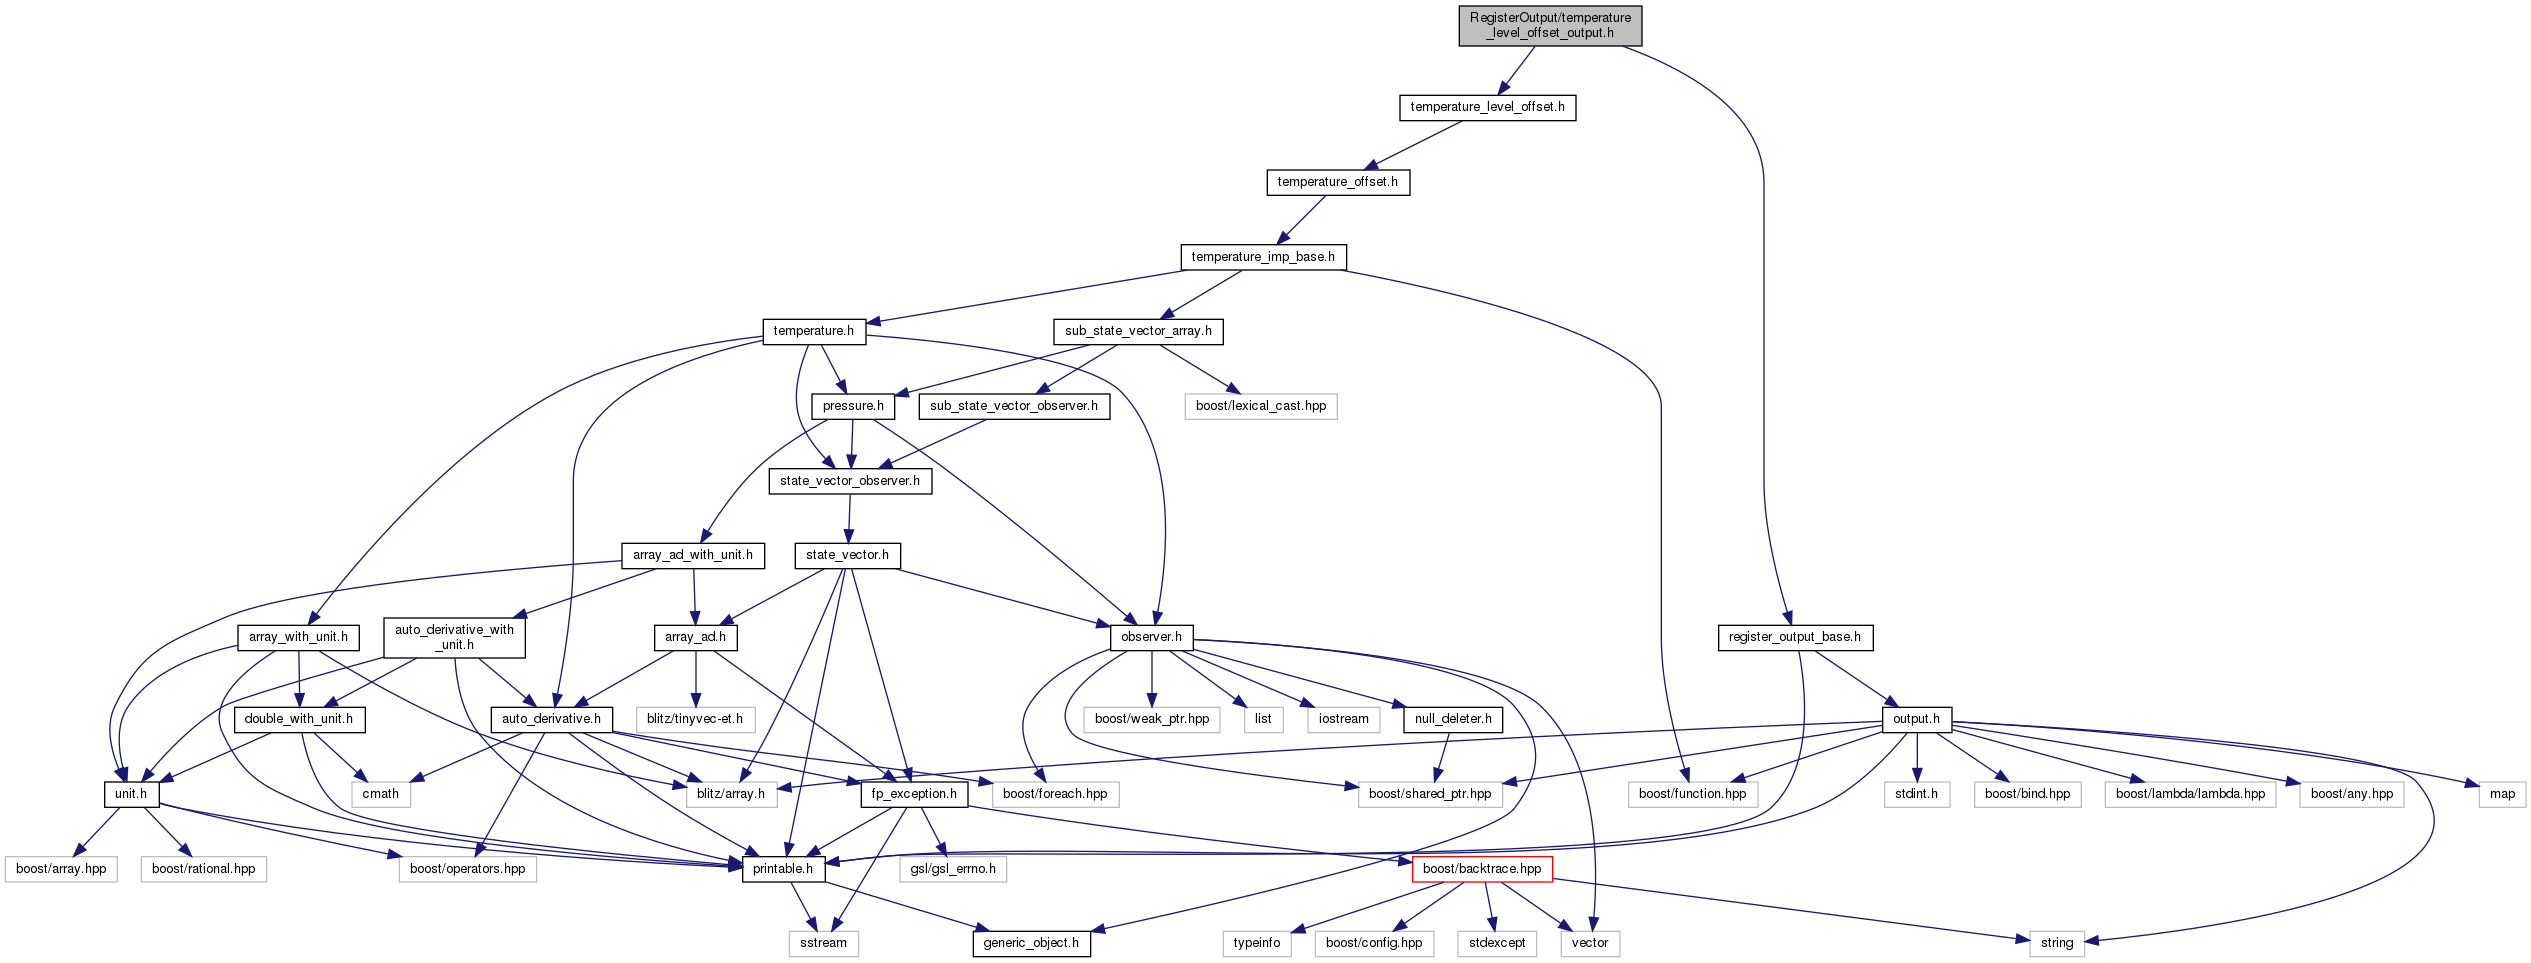 RegisterOutput/temperature
_level_offset_output.h
temperature_level_offset.h
temperature_offset.h
temperature_imp_base.h
temperature.h
sub_state_vector_array.h
pressure.h
sub_state_vector_observer.h
boost/lexical_cast.hpp
state_vector_observer.h
array_ad_with_unit.h
state_vector.h
array_with_unit.h
auto_derivative_with
_unit.h
array_ad.h
observer.h
register_output_base.h
double_with_unit.h
auto_derivative.h
blitz/tinyvec-et.h
boost/weak_ptr.hpp
list
iostream
null_deleter.h
output.h
unit.h
cmath
blitz/array.h
fp_exception.h
boost/foreach.hpp
boost/shared_ptr.hpp
boost/function.hpp
stdint.h
boost/bind.hpp
boost/lambda/lambda.hpp
boost/any.hpp
map
boost/array.hpp
boost/rational.hpp
boost/operators.hpp
printable.h
gsl/gsl_errno.h
boost/backtrace.hpp
sstream
generic_object.h
typeinfo
boost/config.hpp
stdexcept
vector
string